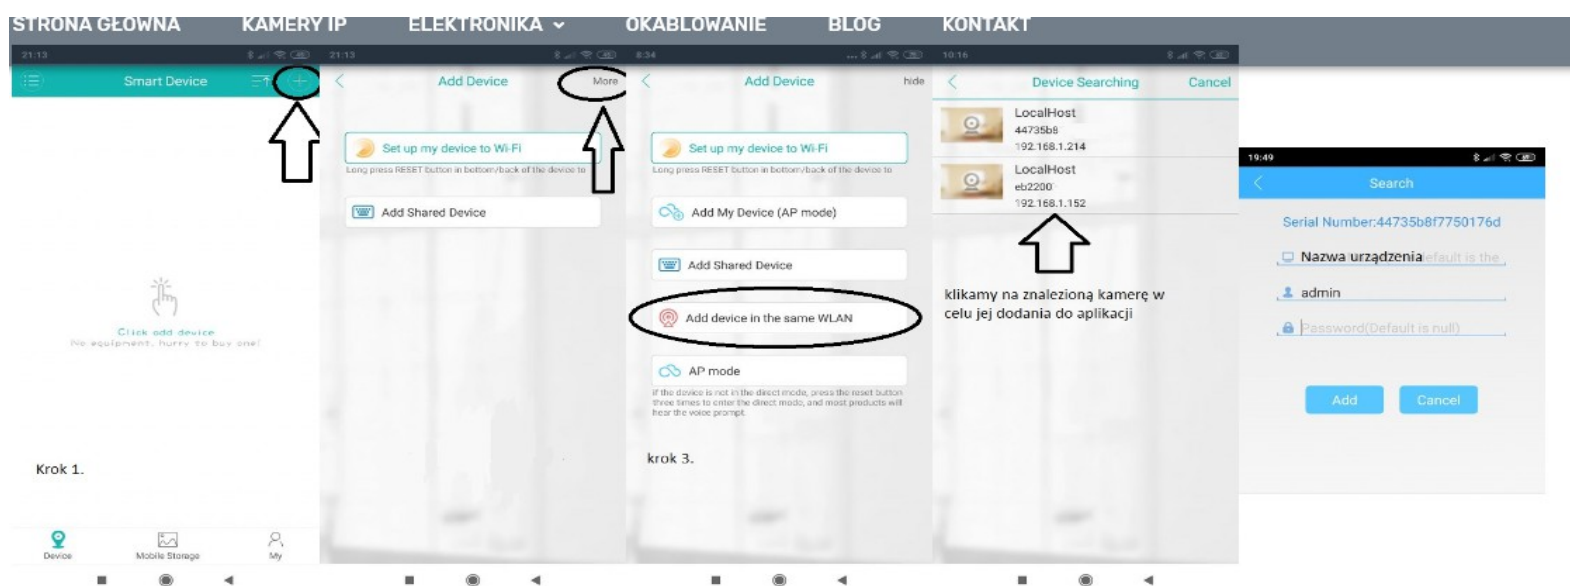 STRONA GŁÓWNA KAMERY IP ELEKTRONIKA OKABLOWANIE BLOG KONTAKT
21:13
Smart Device
Click add device
No equipment, hurry to buy one!
Krok 1.
Device Mobile Storage My
21:13
Add Device More
Set up my device to Wi-Fi
Long press RESET button in bottom/back of the device to
Add Shared Device
8:34
Add Device hide
Set up my device to Wi-Fi
Long press RESET button in bottom/back of the device to
Add My Device (AP mode)
Add Shared Device
Add device in the same WLAN
AP mode
If the device is not in the direct mode, press the reset button
three times to enter the direct mode, and most products will
hear the voice prompt.
krok 3.
10:16
Device Searching Cancel
LocalHost
44735b8
192.168.1.214
LocalHost
eb2200
192.168.1.152
klikamy na znalezioną kamerę w
celu jej dodania do aplikacji
19:49
Search
Serial Number:44735b8f7750176d
Nazwa urządzenia efault is the
admin
Password(Default is null)
Add Cancel